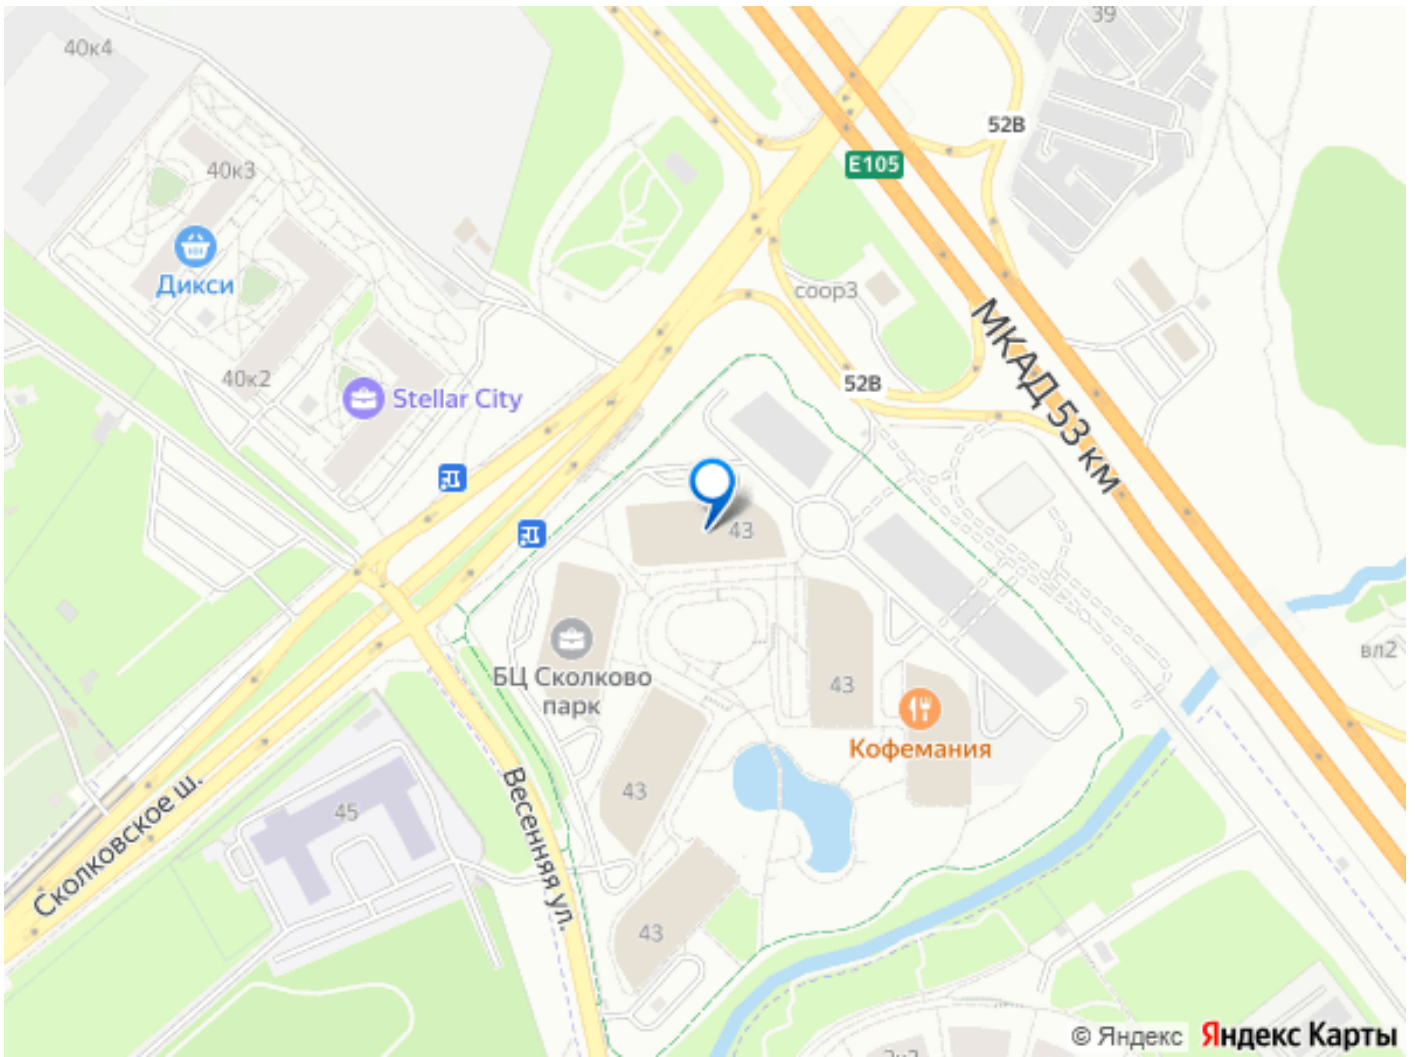 39
40к4
52В
E105
40к3
Дикси
соор3
МКАД 53 км
40к2
52В
Stellar City
43
вл2
БЦ Сколково
парк
43
Кофемания
43
45
Весенняя ул.
Сколковское ш.
43
© Яндекс
Яндекс Карты